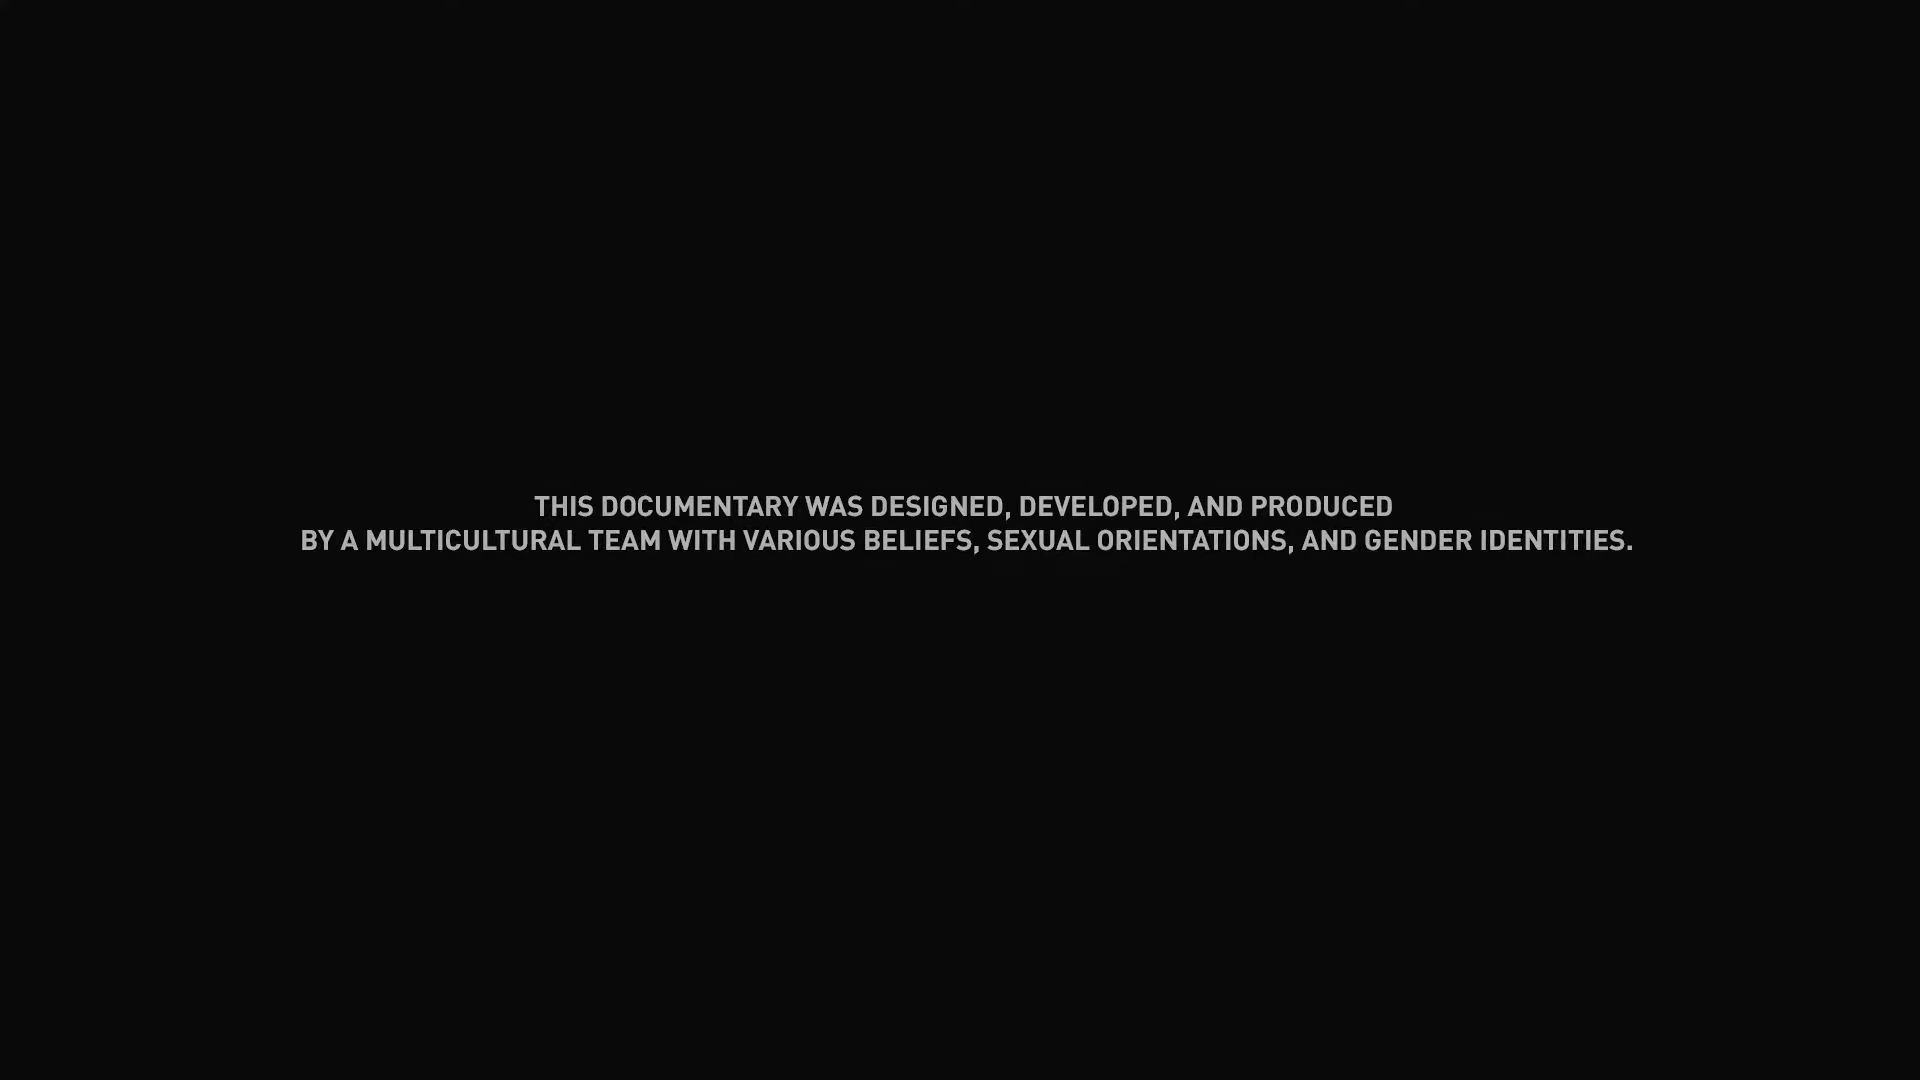 THIS DOCUMENTARY WAS DESIGNED, DEVELOPED, AND PRODUCED
BY A MULTICULTURAL TEAM WITH VARIOUS BELIEFS, SEXUAL ORIENTATIONS, AND GENDER IDENTITIES.